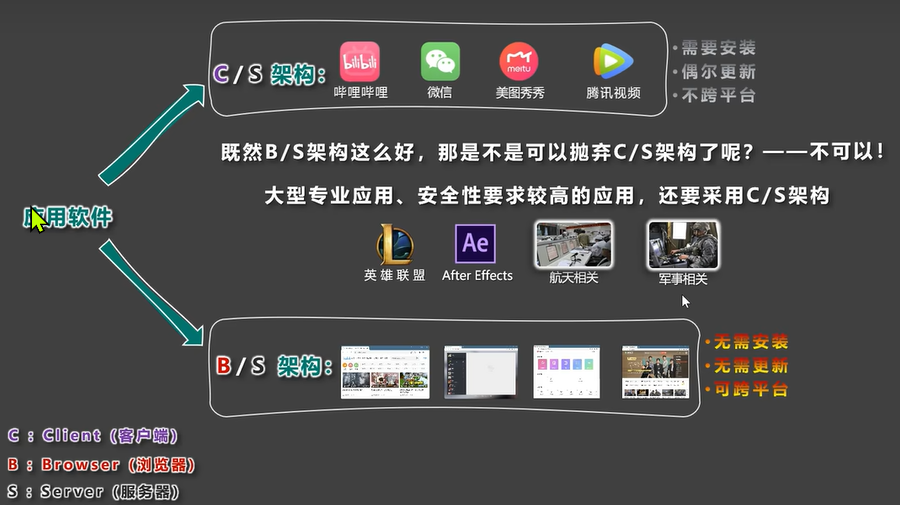 C/S 架构：
bilibili
哔哩哔哩
微信
meitu
美图秀秀
腾讯视频
•需要安装
•偶尔更新
•不跨平台
既然B/S架构这么好，那是不是可以抛弃C/S架构了呢？——不可以！
大型专业应用、安全性要求较高的应用，还要采用C/S架构
应用软件
L
英雄联盟
Ae
After Effects
航天相关
军事相关
B/S 架构：
•无需安装
•无需更新
•可跨平台
C : Client (客户端)
B : Browser (浏览器)
S : Server (服务器)